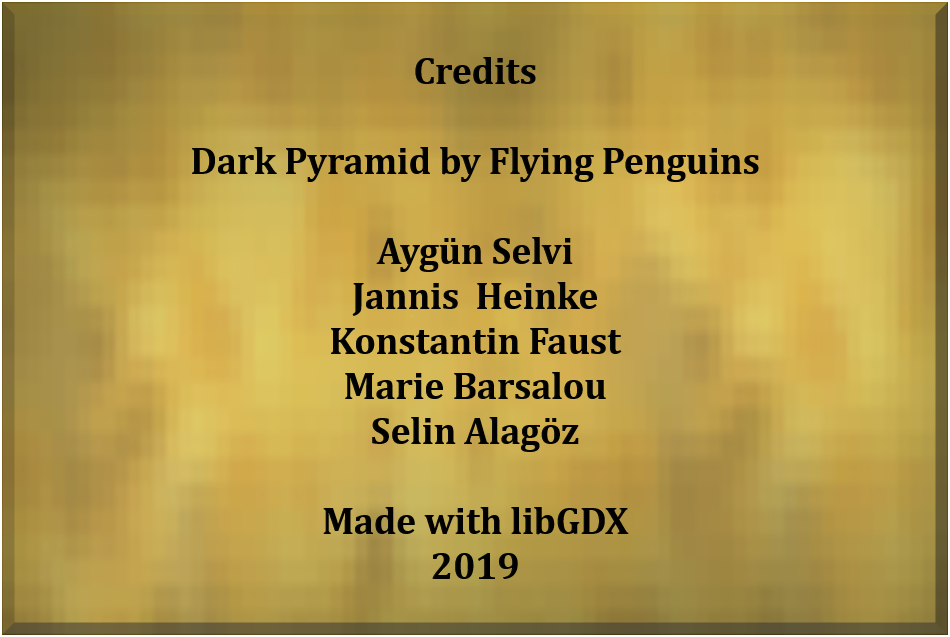 Credits
Dark Pyramid by Flying Penguins
Aygün Selvi
Jannis  Heinke
Konstantin Faust
Marie Barsalou
Selin Alagöz
Made with libGDX
2019